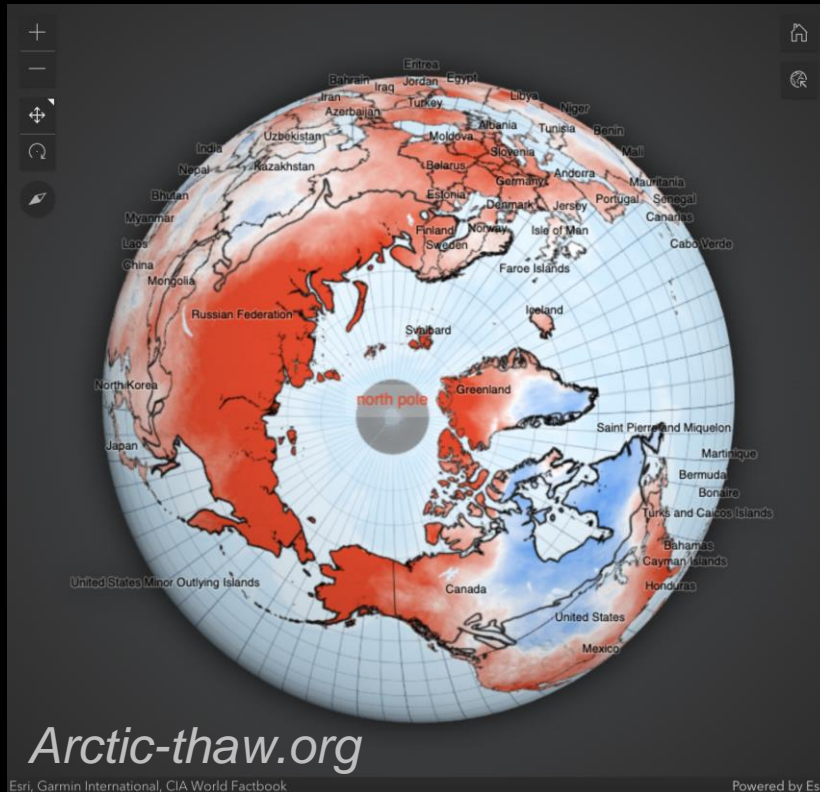 Eritrea
Bahrain Iraq Jordan Egypt
Iran Turkey Libya
Azerbaijan Niger
Uzbekistan Moldova Albania Tunisia Benin
India Slovenia Mali
Nepal Kazakhstan Belarus Andorra
Germany Mauritania
Bhutan Estonia Denmark Jersey Portugal Senegal
Myanmar Canarias
Laos Finland Norway Isle of Man Cabo Verde
Sweden
China Faroe Islands
Mongolia
Russian Federation Iceland
Svalbard
North Korea Greenland
north pole
Saint Pierre and Miquelon
Japan Martinique
Bermuda
Bonaire
Turks and Caicos Islands
Bahamas
Cayman Islands
United States Minor Outlying Islands Canada Honduras
United States
Mexico
Arctic-thaw.org
Esri, Garmin International, CIA World Factbook Powered by Es